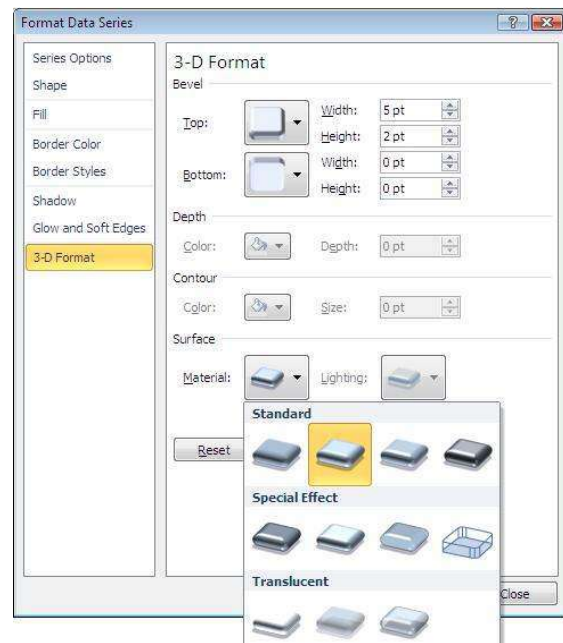 Format Data Series
Series Options
Shape
Fill
Border Color
Border Styles
Shadow
Glow and Soft Edges
3-D Format
3-D Format
Bevel
Top:
Width: 5 pt
Height: 2 pt
Bottom:
Width: 0 pt
Height: 0 pt
Depth
Color: Depth: 0 pt
Contour
Color: Size: 0 pt
Surface
Material: Lighting:
Reset
Standard
Special Effect
Translucent
Close